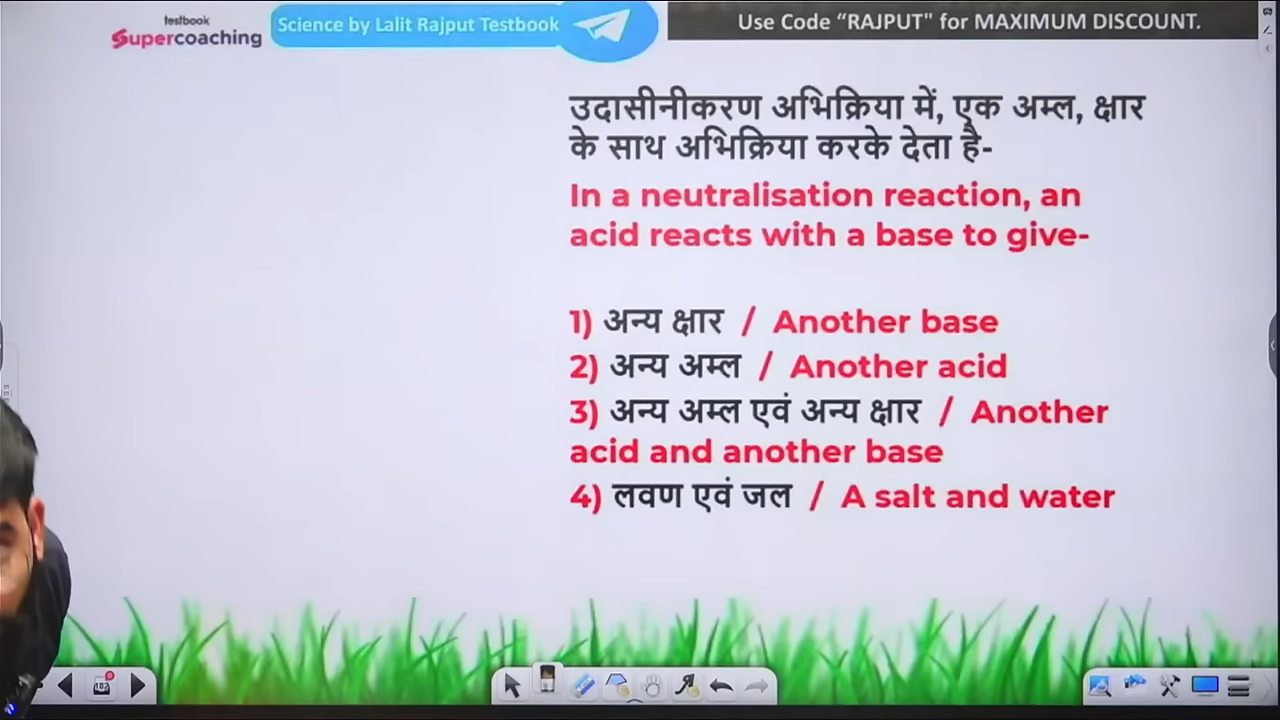 testbook
Supercoaching
Science by Lalit Rajput Testbook
Use Code “RAJPUT" for MAXIMUM DISCOUNT.
उदासीनीकरण अभिक्रिया में, एक अम्ल, क्षार
के साथ अभिक्रिया करके देता है-
In a neutralisation reaction, an
acid reacts with a base to give-
1) अन्य क्षार / Another base
2) अन्य अम्ल / Another acid
3) अन्य अम्ल एवं अन्य क्षार / Another
acid and another base
4) लवण एवं जल / A salt and water